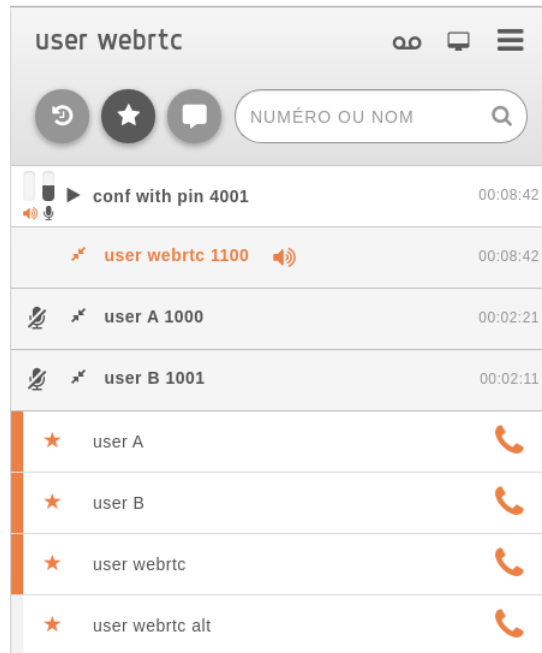 user webrtc
NUMÉRO OU NOM
conf with pin 4001 00:08:42
user webrtc 1100 00:08:42
user A 1000 00:02:21
user B 1001 00:02:11
user A
user B
user webrtc
user webrtc alt